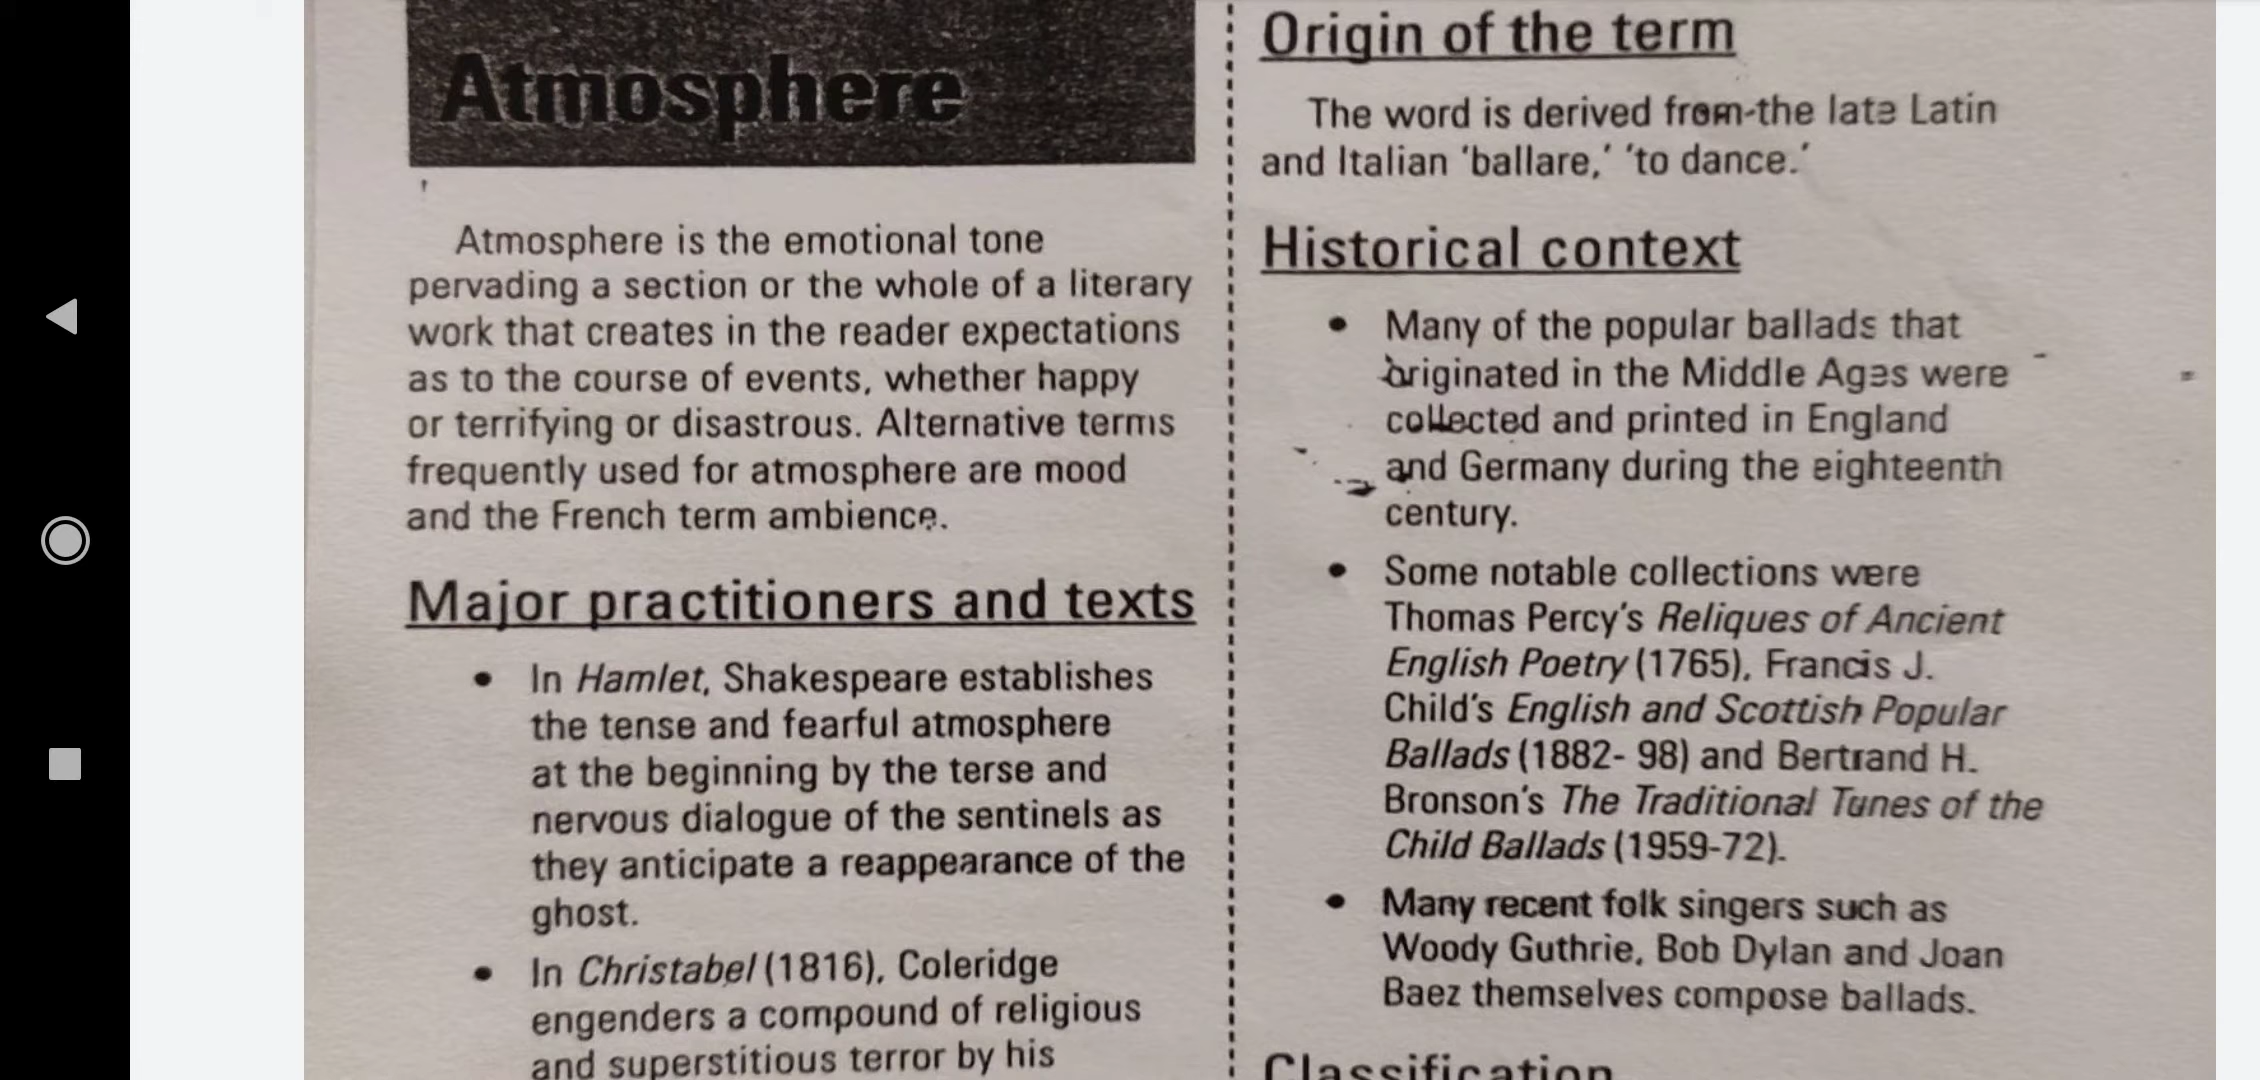 Atmosphere
Atmosphere is the emotional tone
pervading a section or the whole of a literary
work that creates in the reader expectations
as to the course of events, whether happy
or terrifying or disastrous. Alternative terms
frequently used for atmosphere are mood
and the French term ambience.
Major practitioners and texts
• In Hamlet, Shakespeare establishes
the tense and fearful atmosphere
at the beginning by the terse and
nervous dialogue of the sentinels as
they anticipate a reappearance of the
ghost.
• In Christabel (1816), Coleridge
engenders a compound of religious
and superstitious terror by his
Origin of the term
The word is derived from the late Latin
and Italian ‘ballare,’ ‘to dance.’
Historical context
• Many of the popular ballads that
originated in the Middle Ages were
collected and printed in England
and Germany during the eighteenth
century.
• Some notable collections were
Thomas Percy's Reliques of Ancient
English Poetry (1765), Francis J.
Child's English and Scottish Popular
Ballads (1882- 98) and Bertrand H.
Bronson's The Traditional Tunes of the
Child Ballads (1959-72).
• Many recent folk singers such as
Woody Guthrie, Bob Dylan and Joan
Baez themselves compose ballads.
Classification